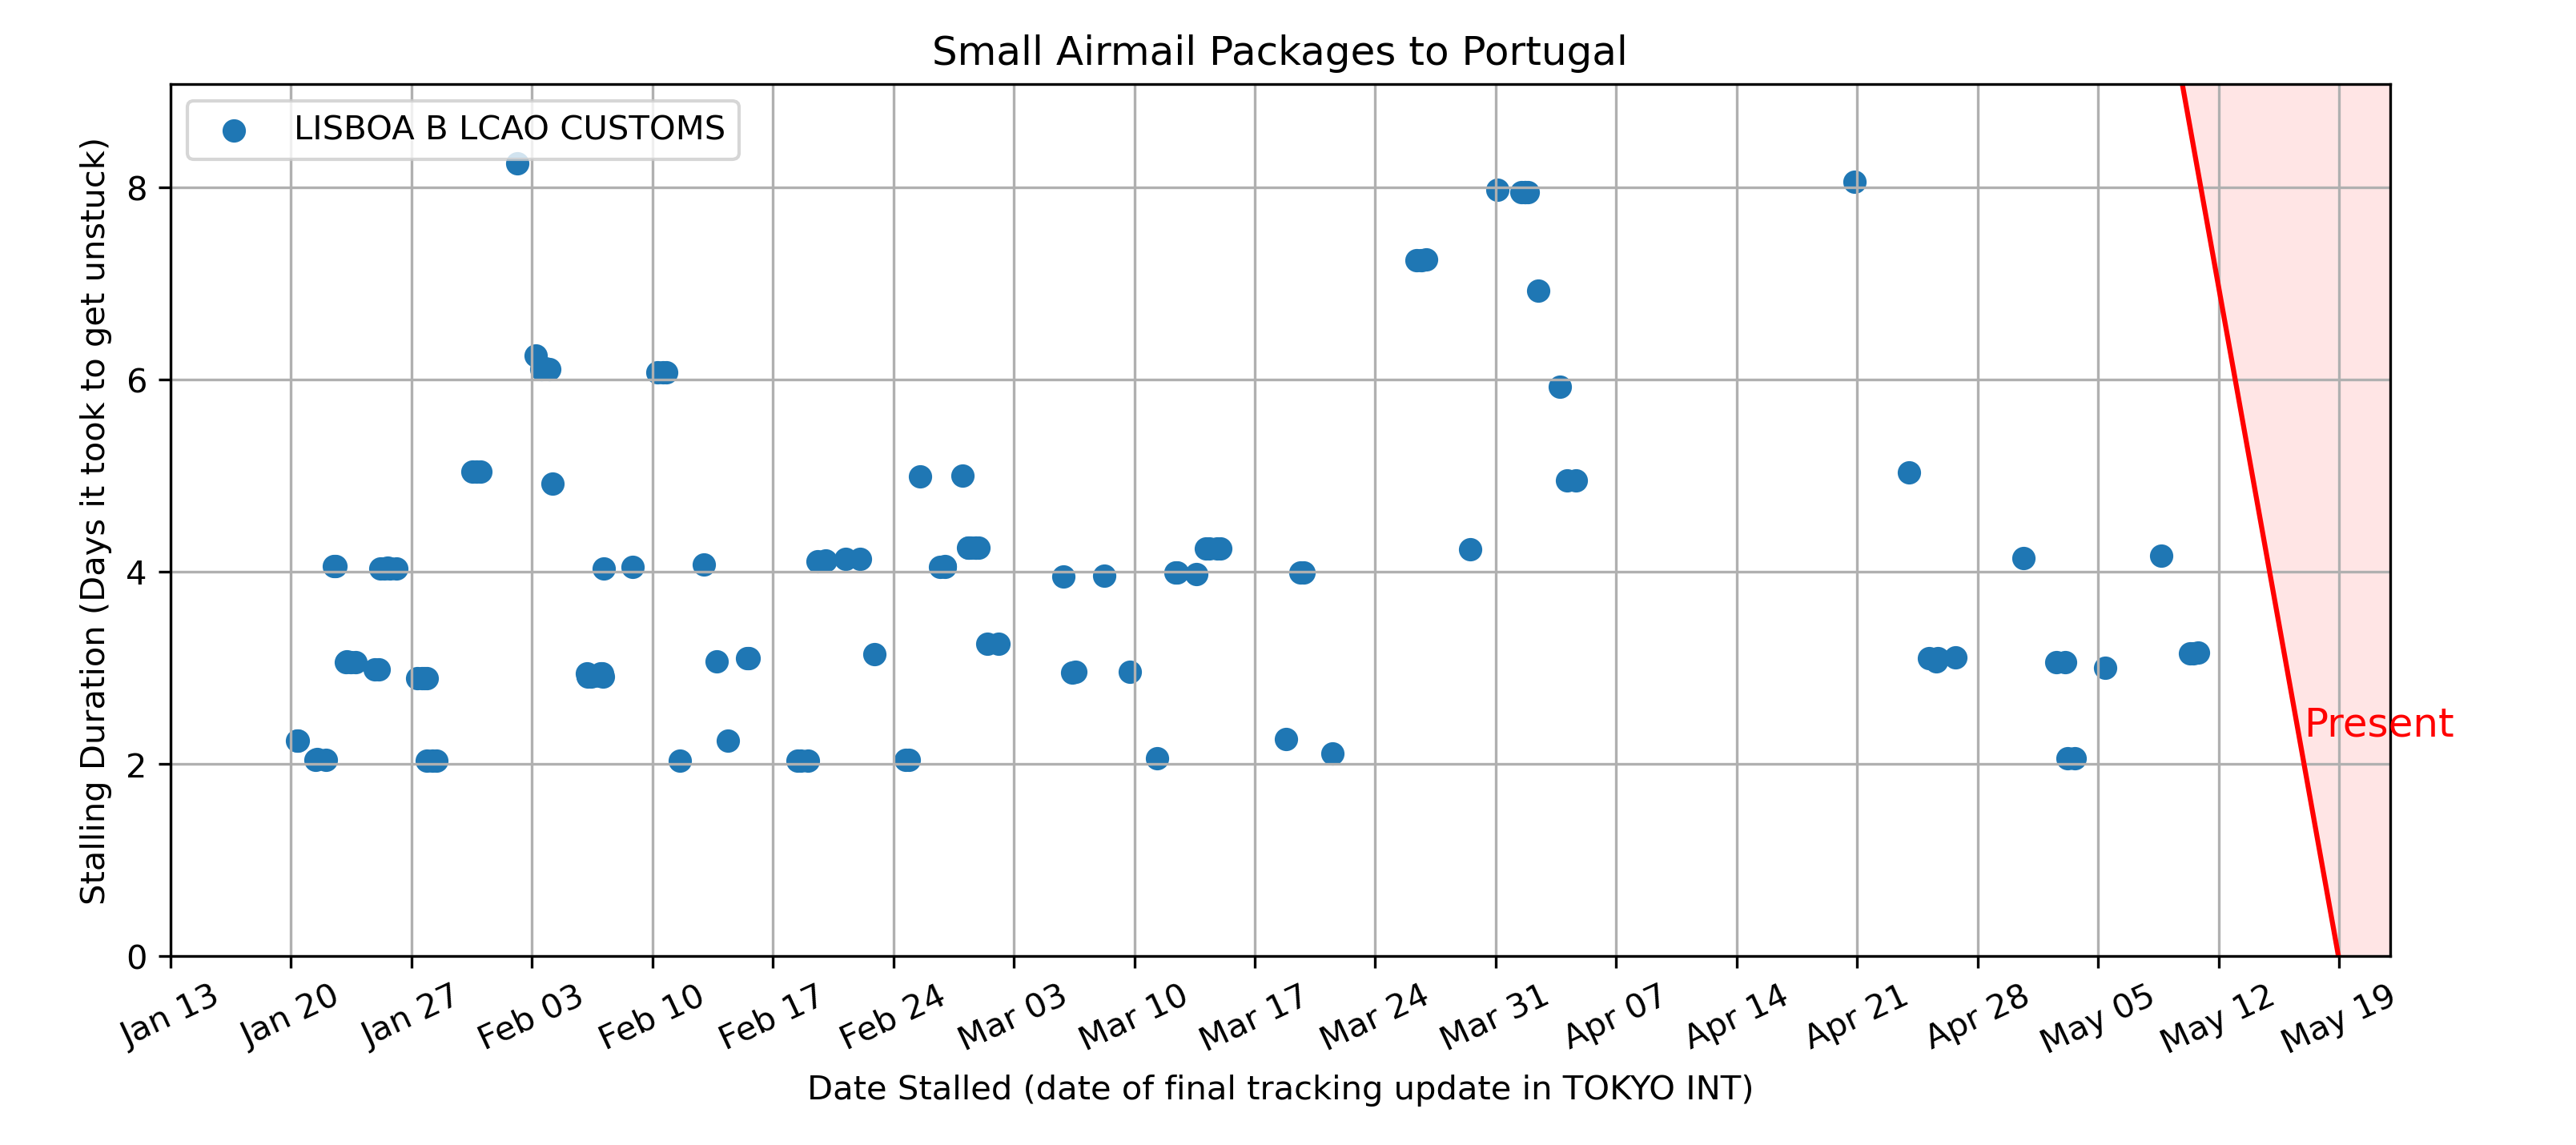 Small Airmail Packages to Portugal
LISBOA B LCAO CUSTOMS
Stalling Duration (Days it took to get unstuck)
8
6
4
2
0
Present
Jan 13
Jan 20
Jan 27
Feb 03
Feb 10
Feb 17
Feb 24
Mar 03
Mar 10
Mar 17
Mar 24
Mar 31
Apr 07
Apr 14
Apr 21
Apr 28
May 05
May 12
May 19
Date Stalled (date of final tracking update in TOKYO INT)